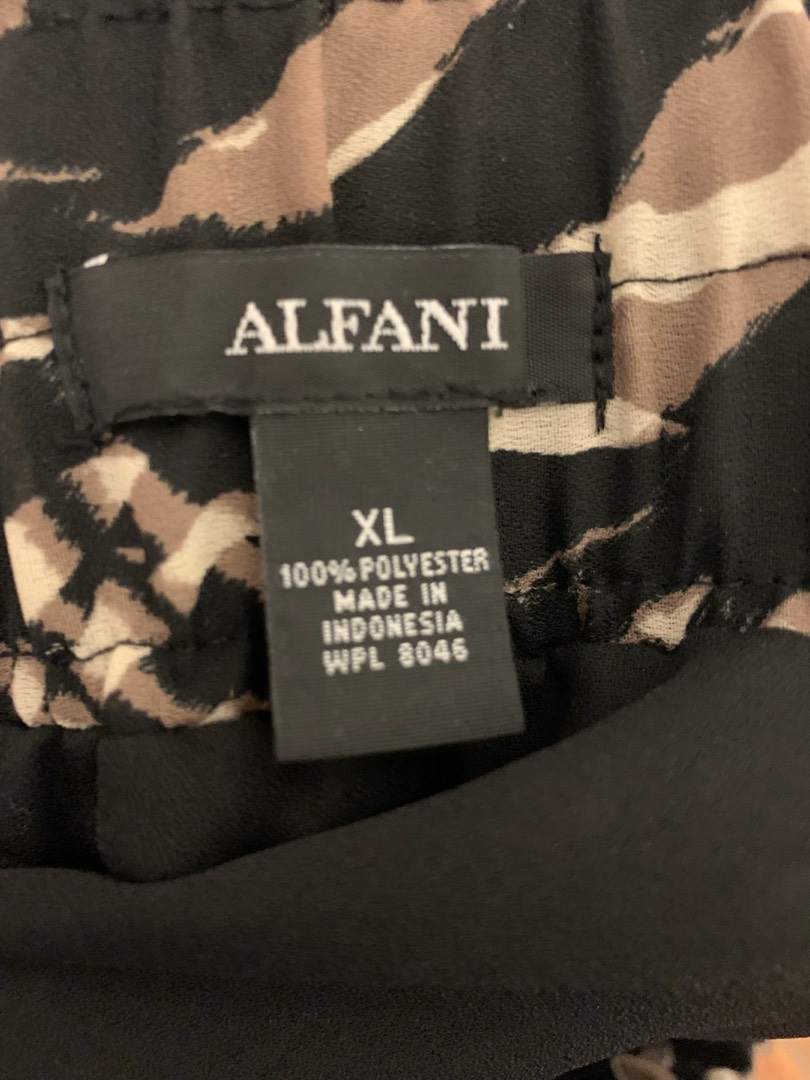 ALFANI
XL
100% POLYESTER
MADE IN
INDONESIA
WPL 8046